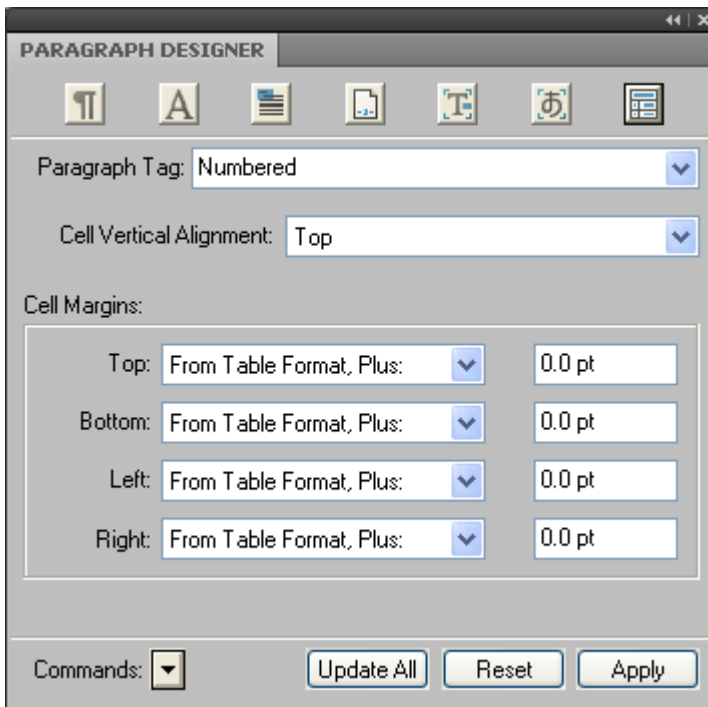 PARAGRAPH DESIGNER
Paragraph Tag: Numbered
Cell Vertical Alignment: Top
Cell Margins:
Top: From Table Format, Plus: 0.0 pt
Bottom: From Table Format, Plus: 0.0 pt
Left: From Table Format, Plus: 0.0 pt
Right: From Table Format, Plus: 0.0 pt
Commands: Update All Reset Apply